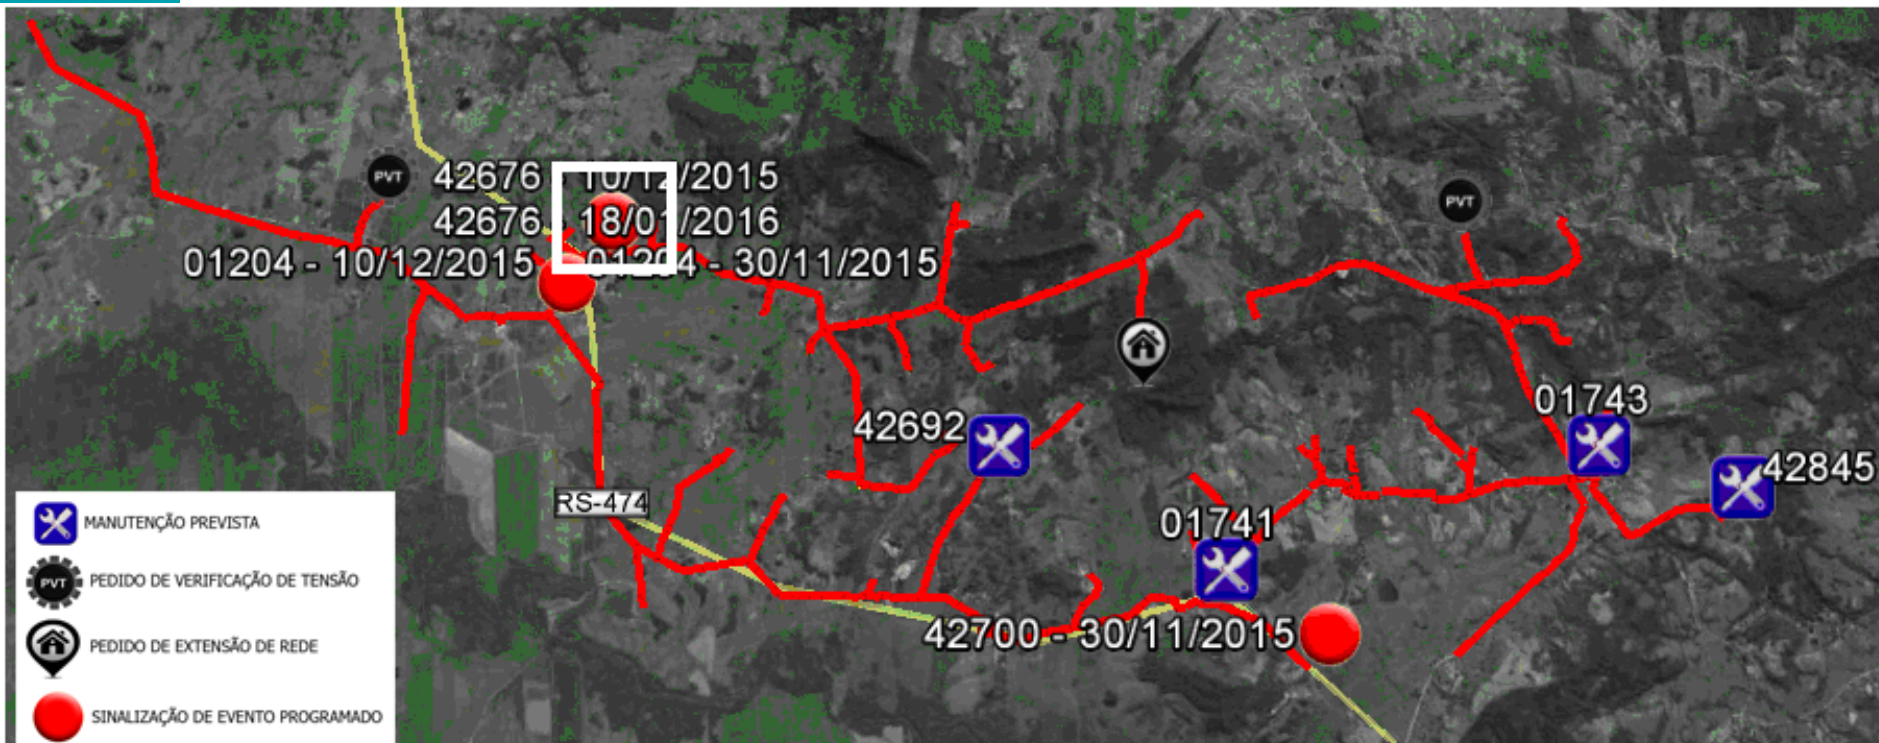 PVT
42676 - 10/12/2015
PVT
42676 - 18/01/2016
01204 - 10/12/2015
01204 - 30/11/2015
01743
42692
42845
RS-474
01741
42700 - 30/11/2015
MANUTENÇÃO PREVISTA
PVT PEDIDO DE VERIFICAÇÃO DE TENSÃO
PEDIDO DE EXTENSÃO DE REDE
SINALIZAÇÃO DE EVENTO PROGRAMADO